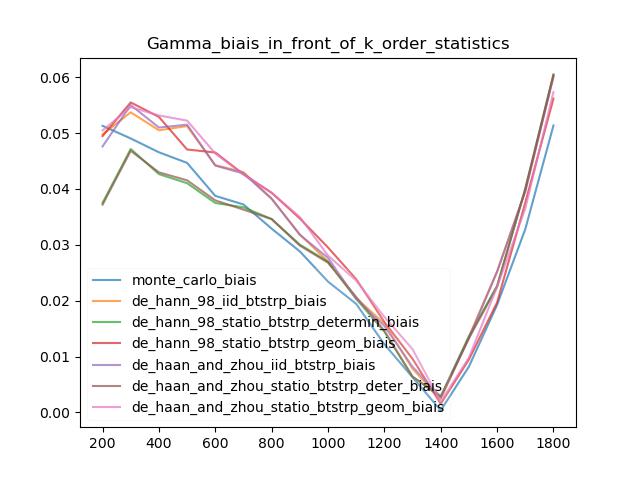 Gamma_biais_in_front_of_k_order_statistics
0.06
0.05
0.04
0.03
0.02
0.01
0.00
monte_carlo_biais
de_hann_98_iid_btstrp_biais
de_hann_98_statio_btstrp_determin_biais
de_hann_98_statio_btstrp_geom_biais
de_haan_and_zhou_iid_btstrp_biais
de_haan_and_zhou_statio_btstrp_deter_biais
de_haan_and_zhou_statio_btstrp_geom_biais
200 400 600 800 1000 1200 1400 1600 1800